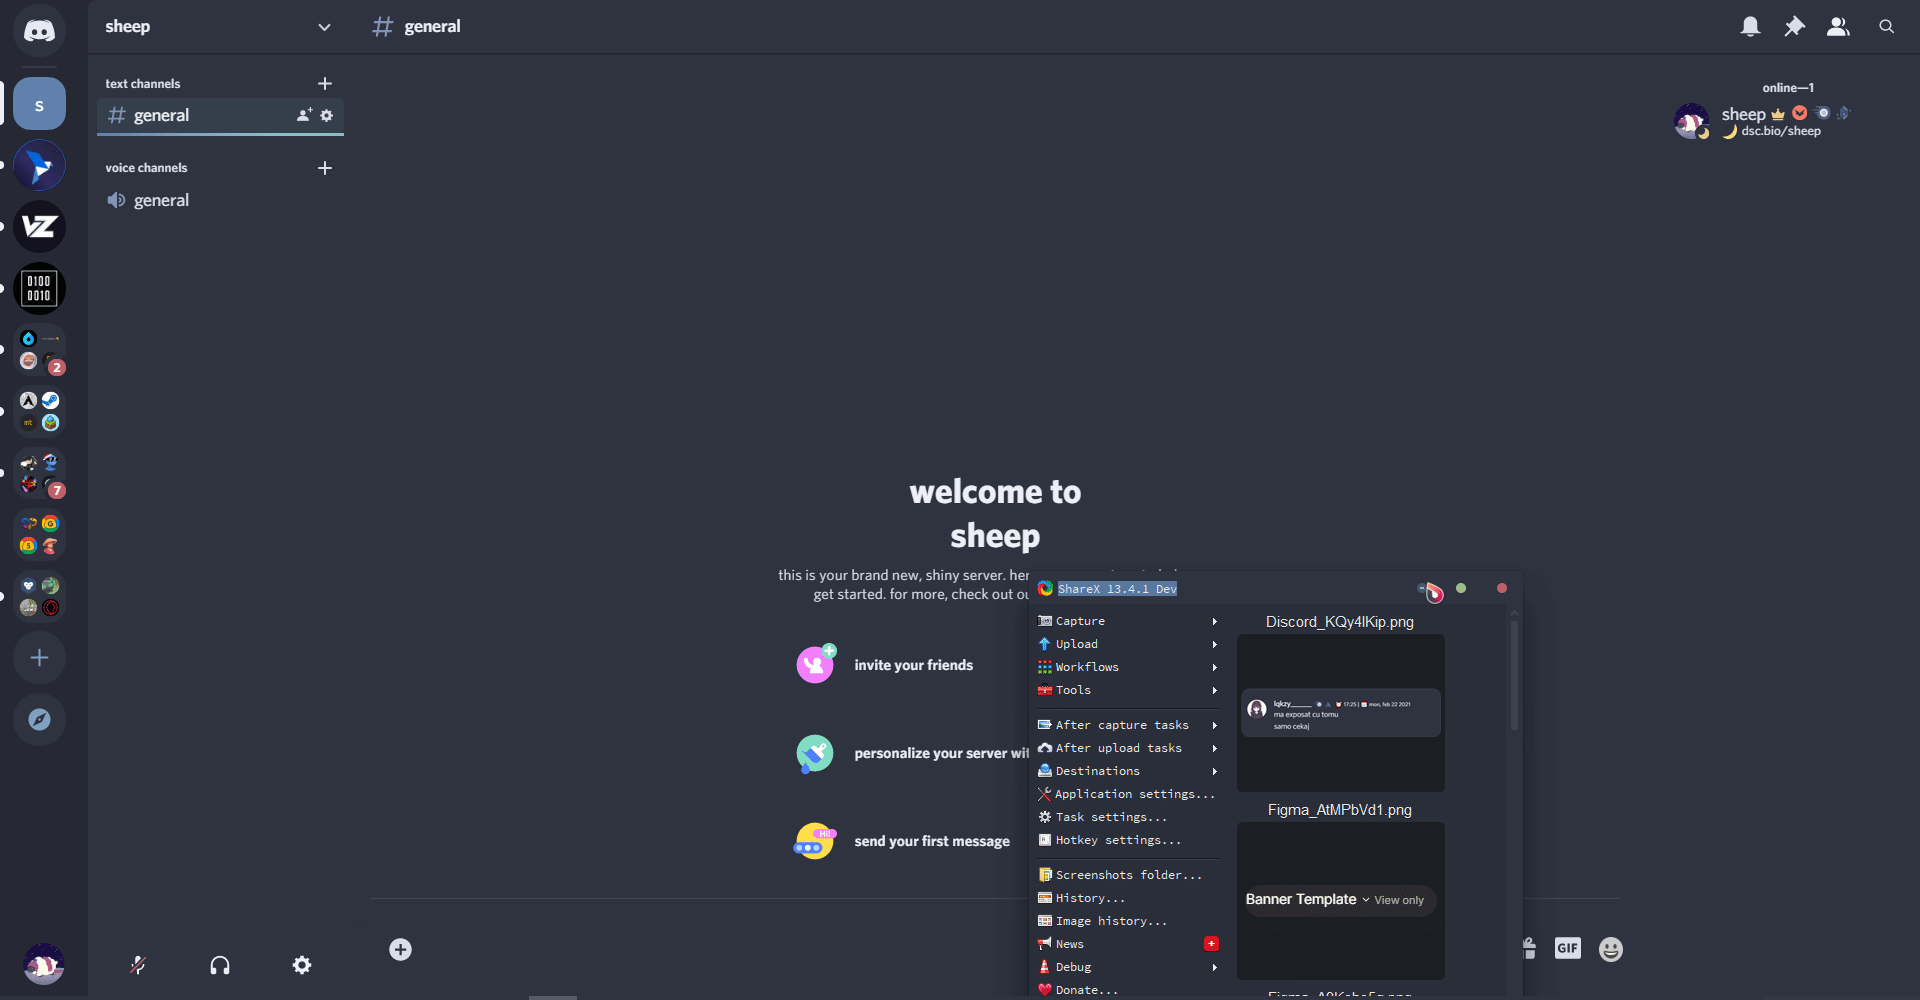 sheep
general
text channels
general
voice channels
general
S
VZ
0100
0010
2
mt
7
online—1
sheep
dsc.bio/sheep
welcome to
sheep
this is your brand new, shiny server.
get started. for more, check out
invite your friends
personalize your server
send your first message
Hi!
GIF
ShareX 13.4.1 Dev
Capture
Upload
Workflows
Tools
After capture tasks
After upload tasks
Destinations
Application settings...
Task settings...
Hotkey settings...
Screenshots folder...
History...
Image history...
News
Debug
Donate...
Discord_KQy4lKip.png
17:25 | mon, feb 22 2021
ma exposat cu tomu
samo cekaj
Figma_AtMPbVd1.png
Banner Template View only